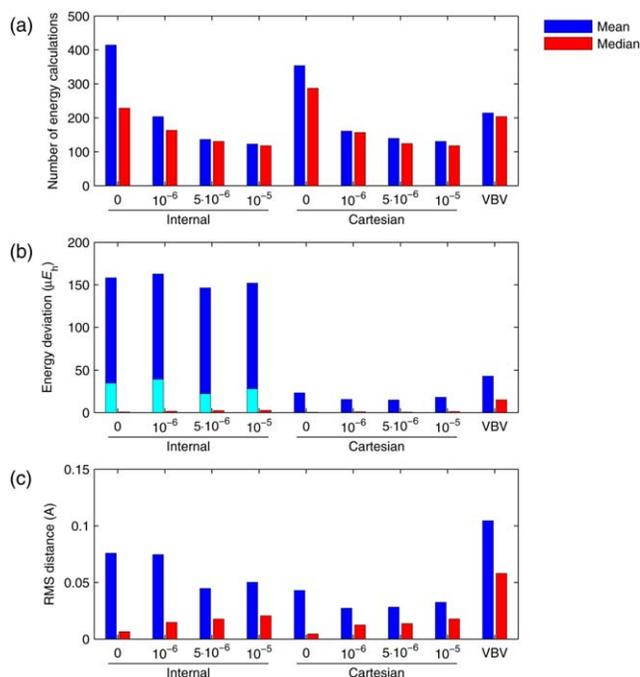 (a)
Number of energy calculations
500
400
300
200
100
0
0 10⁻⁶ 5·10⁻⁶ 10⁻⁵ 0 10⁻⁶ 5·10⁻⁶ 10⁻⁵ VBV
Internal Cartesian
Mean
Median
(b)
Energy deviation (μEₕ)
200
150
100
50
0
0 10⁻⁶ 5·10⁻⁶ 10⁻⁵ 0 10⁻⁶ 5·10⁻⁶ 10⁻⁵ VBV
Internal Cartesian
(c)
RMS distance (A)
0.15
0.1
0.05
0
0 10⁻⁶ 5·10⁻⁶ 10⁻⁵ 0 10⁻⁶ 5·10⁻⁶ 10⁻⁵ VBV
Internal Cartesian